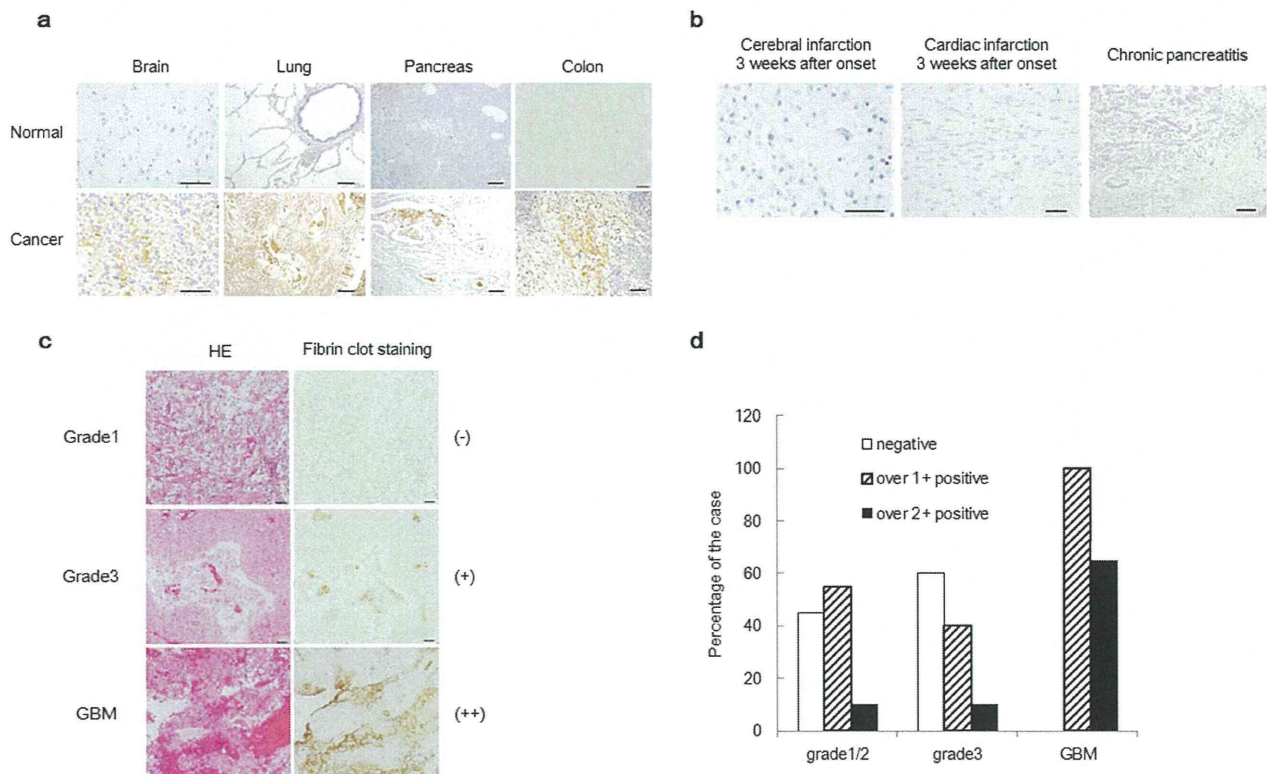 a
Brain Lung Pancreas Colon
Normal
Cancer
b
Cerebral infarction
3 weeks after onset
Cardiac infarction
3 weeks after onset
Chronic pancreatitis
c
HE Fibrin clot staining
Grade1 (-)
Grade3 (+)
GBM (++)
d
Percentage of the case
120
100
80
60
40
20
0
negative
over 1+ positive
over 2+ positive
grade1/2 grade3 GBM